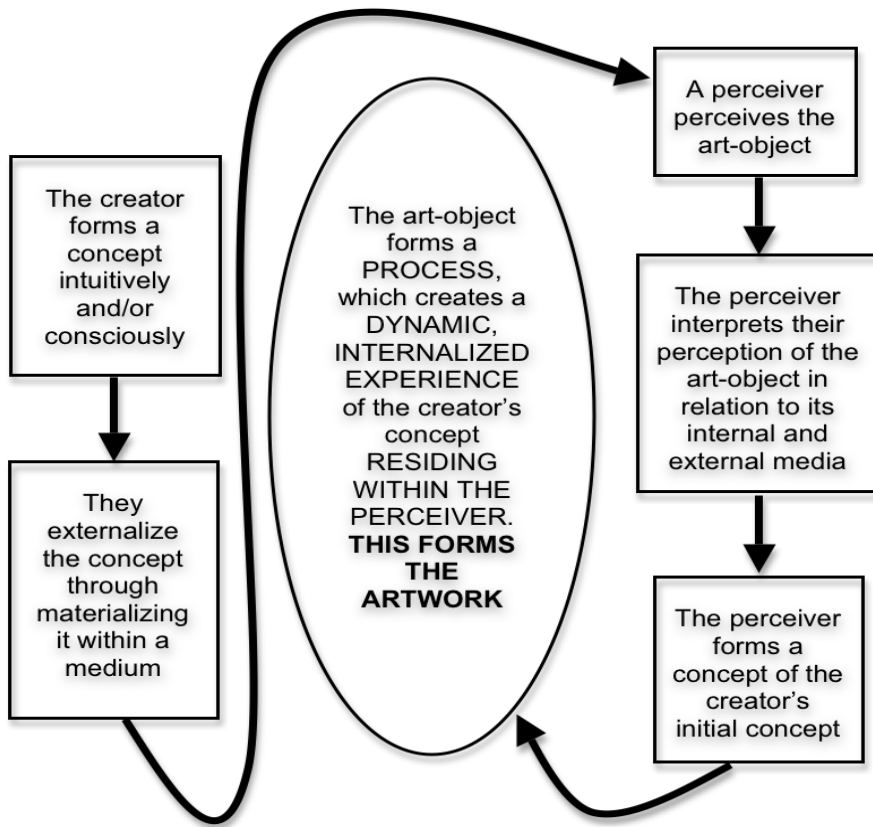 The creator
forms a
concept
intuitively
and/or
consciously
They
externalize
the concept
through
materializing
it within a
medium
A perceiver
perceives the
art-object
The perceiver
interprets their
perception of the
art-object in
relation to its
internal and
external media
The perceiver
forms a
concept of the
creator's
initial concept
The art-object
forms a
PROCESS,
which creates a
DYNAMIC,
INTERNALIZED
EXPERIENCE
of the creator's
concept
RESIDING
WITHIN THE
PERCEIVER.
THIS FORMS
THE
ARTWORK